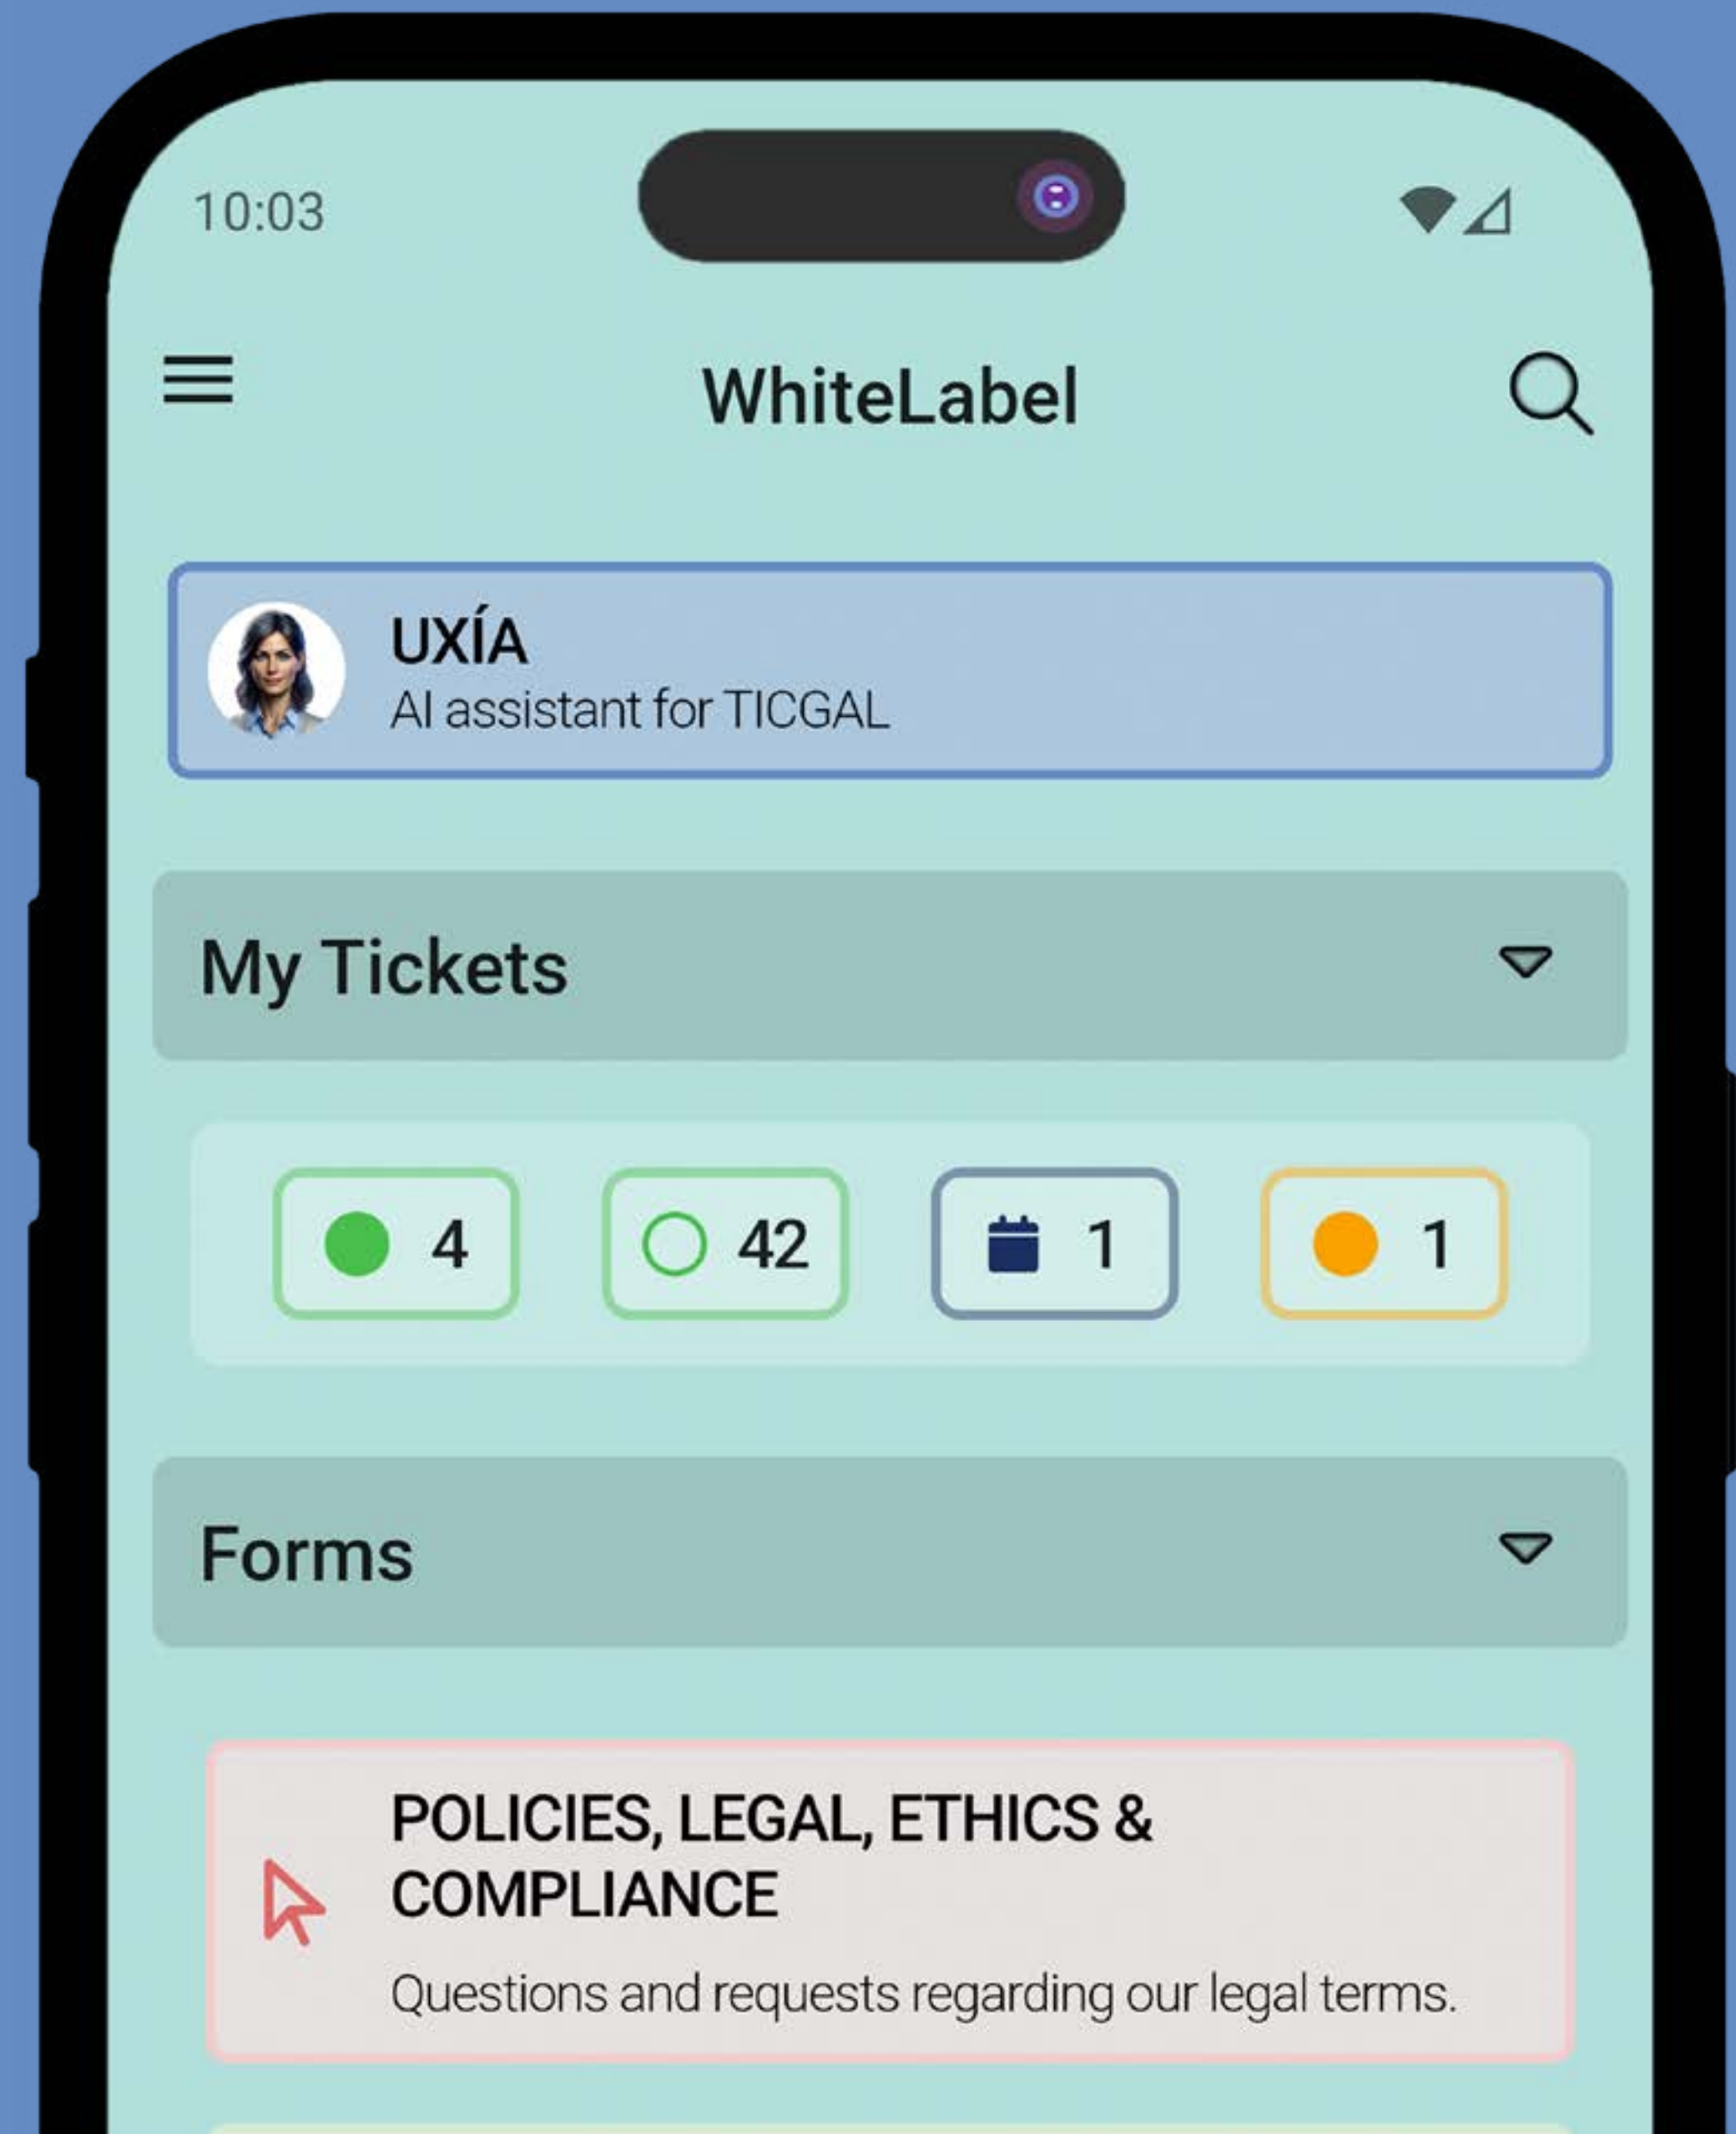 10:03
WhiteLabel
UXÍA
AI assistant for TICGAL
My Tickets
4 42 1 1
Forms
POLICIES, LEGAL, ETHICS &
COMPLIANCE
Questions and requests regarding our legal terms.